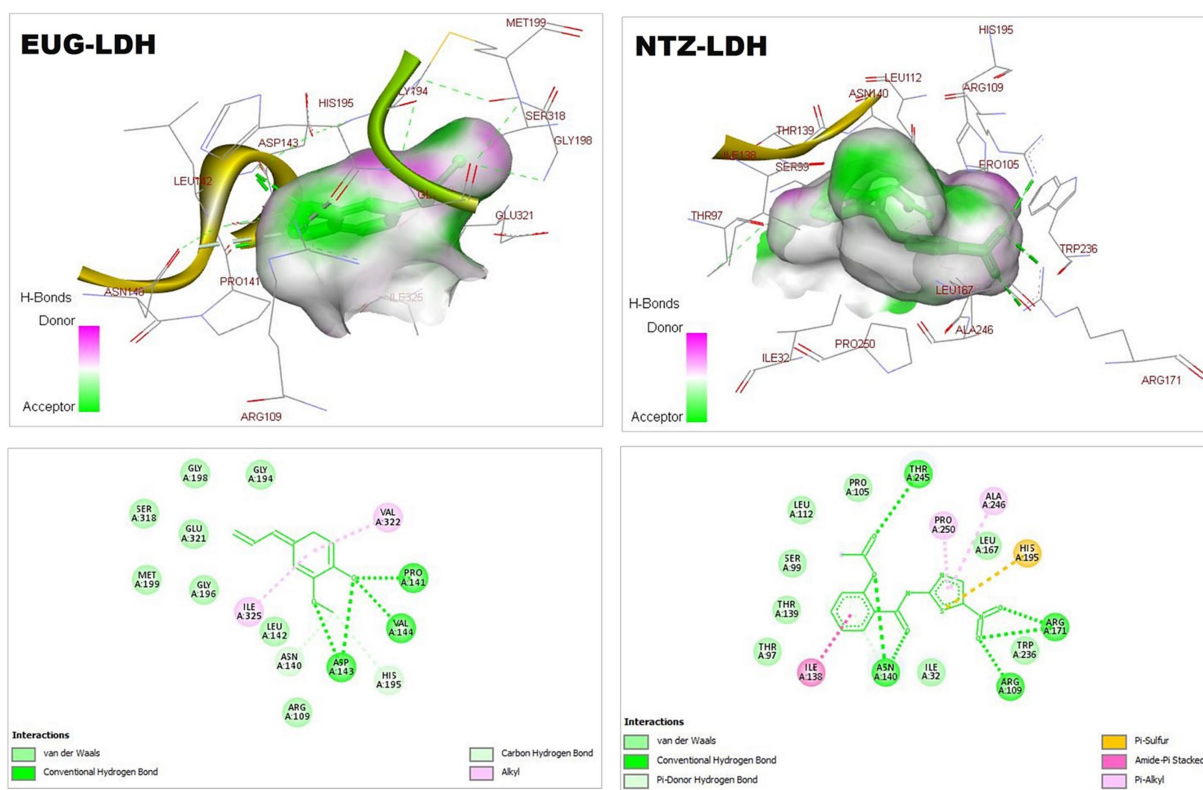 EUG-LDH
MET199
HIS195
SER318
GLY198
ASP143
GLU321
PRO141
H-Bonds
Donor
Acceptor
ARG109
NTZ-LDH
HIS195
LEU112
ASN140
ARG109
THR139
ILE138
SER99
PRO105
THR97
TRP236
LEU167
H-Bonds
Donor
ALA246
PRO250
ILE32
ARG171
Acceptor
GLY
A:198
GLY
A:194
SER
A:318
GLU
A:321
VAL
A:322
MET
A:199
GLY
A:196
PRO
A:141
ILE
A:325
LEU
A:142
VAL
A:144
ASN
A:140
ASP
A:143
HIS
A:195
ARG
A:109
Interactions
van der Waals
Conventional Hydrogen Bond
Carbon Hydrogen Bond
Alkyl
THR
A:245
PRO
A:105
LEU
A:112
ALA
A:246
PRO
A:250
LEU
A:167
HIS
A:195
SER
A:99
THR
A:139
THR
A:97
ARG
A:171
TRP
A:236
ILE
A:138
ASN
A:140
ILE
A:32
ARG
A:109
Interactions
van der Waals
Conventional Hydrogen Bond
Pi-Donor Hydrogen Bond
Pi-Sulfur
Amide-Pi Stacked
Pi-Alkyl